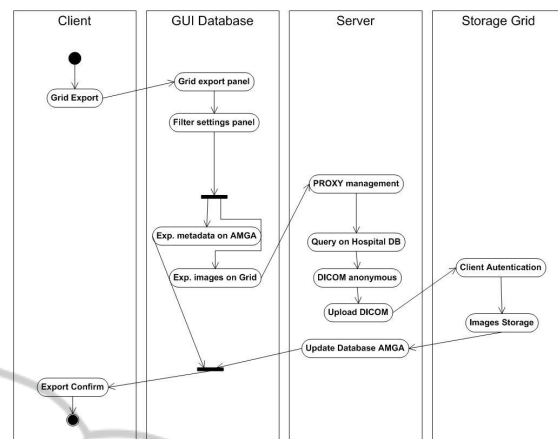 Client
GUI Database
Server
Storage Grid
Grid Export
Grid export panel
Filter settings panel
Exp. metadata on AMGA
Exp. images on Grid
PROXY management
Query on Hospital DB
DICOM anonymous
Upload DICOM
Client Autentication
Images Storage
Update Database AMGA
Export Confirm